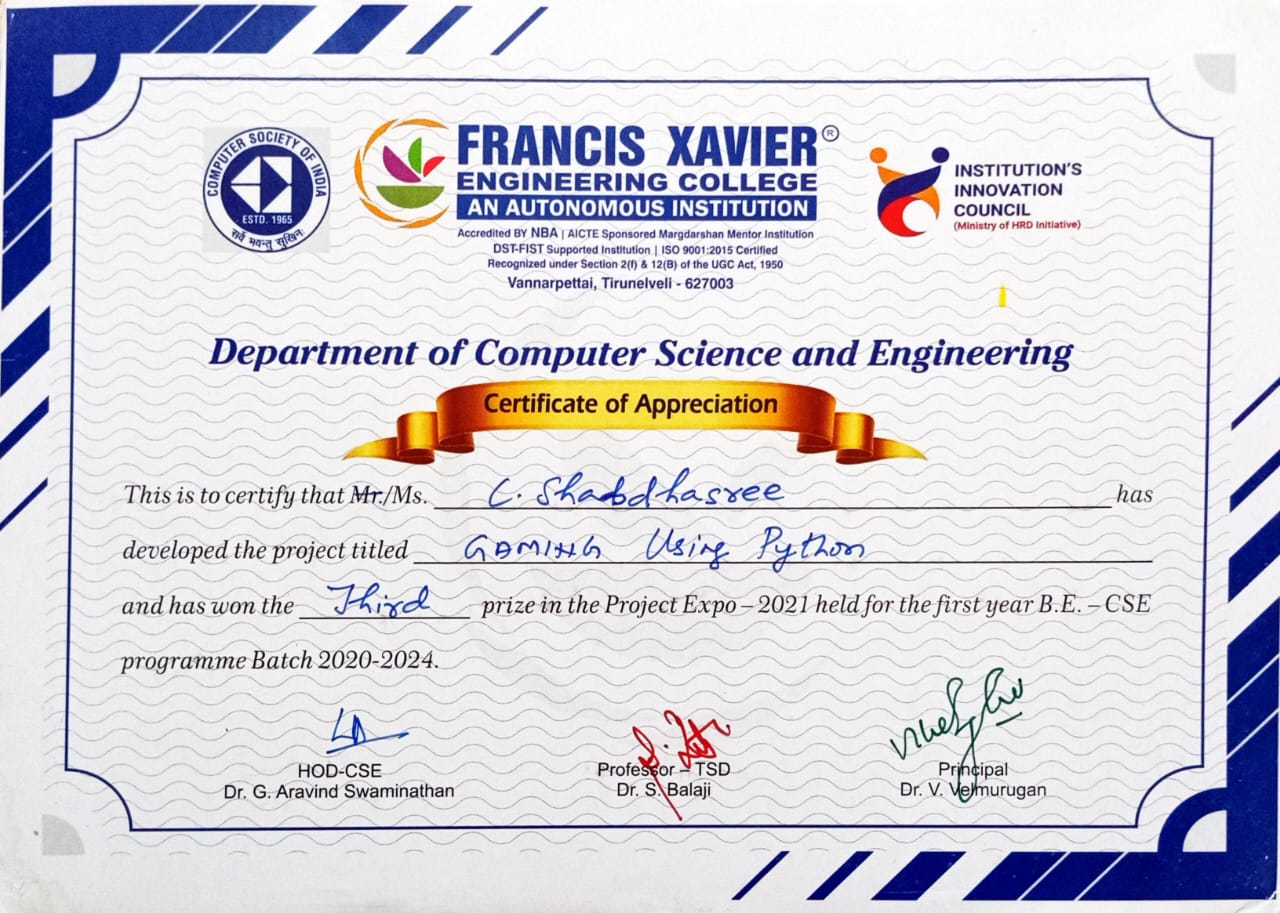 COMPUTER SOCIETY OF INDIA
ESTD. 1965
सर्वे भवन्तु सुखिनः
FRANCIS XAVIER®
ENGINEERING COLLEGE
AN AUTONOMOUS INSTITUTION
Accredited BY NBA | AICTE Sponsored Margdarshan Mentor Institution
DST-FIST Supported Institution | ISO 9001:2015 Certified
Recognized under Section 2(f) & 12(B) of the UGC Act, 1950
Vannarpettai, Tirunelveli - 627003
INSTITUTION'S
INNOVATION
COUNCIL
(Ministry of HRD Initiative)
Department of Computer Science and Engineering
Certificate of Appreciation
This is to certify that Mr./Ms. C. Shabdhasree has
developed the project titled GAMING Using Python
and has won the Third prize in the Project Expo – 2021 held for the first year B.E. – CSE
programme Batch 2020-2024.
HOD-CSE
Dr. G. Aravind Swaminathan
Professor – TSD
Dr. S. Balaji
Principal
Dr. V. Velmurugan